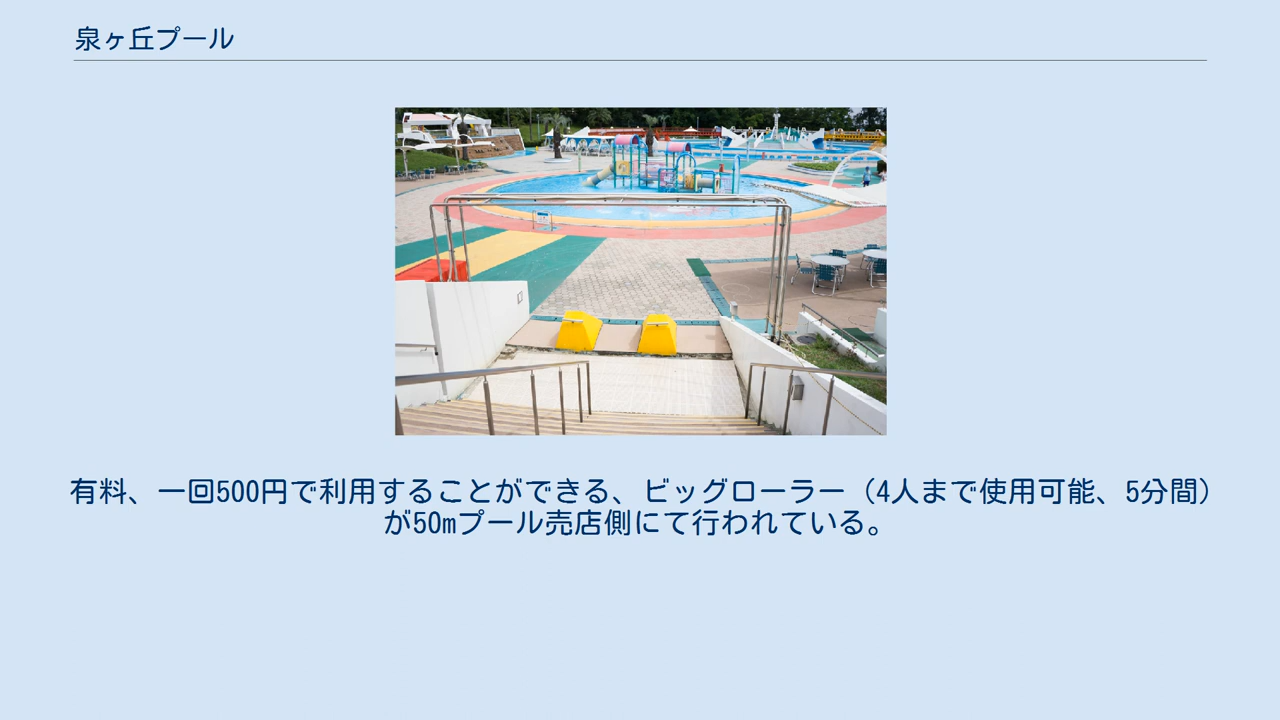 泉ヶ丘プール
有料、一回500円で利用することができる、ビッグローラー（4人まで使用可能、5分間）
が50mプール売店側にて行われている。